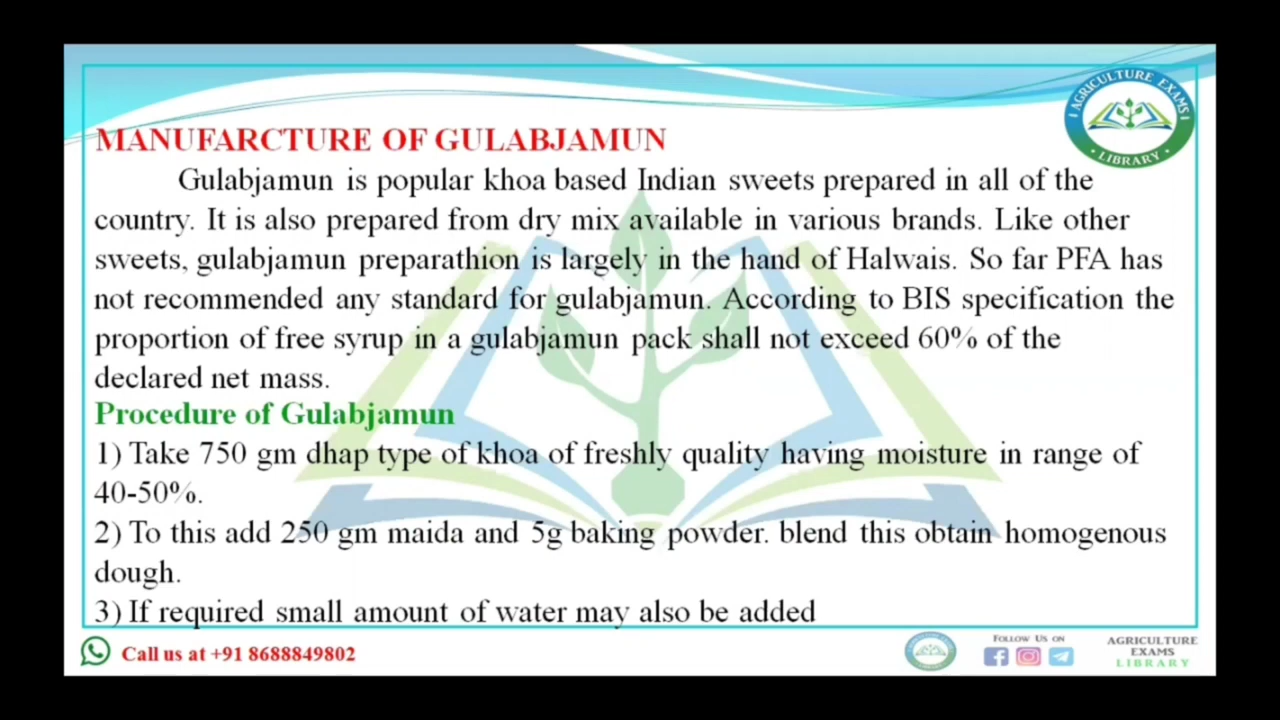 AGRICULTURE EXAMS
LIBRARY
MANUFARCTURE OF GULABJAMUN
Gulabjamun is popular khoa based Indian sweets prepared in all of the
country. It is also prepared from dry mix available in various brands. Like other
sweets, gulabjamun preparathion is largely in the hand of Halwais. So far PFA has
not recommended any standard for gulabjamun. According to BIS specification the
proportion of free syrup in a gulabjamun pack shall not exceed 60% of the
declared net mass.
Procedure of Gulabjamun
1) Take 750 gm dhap type of khoa of freshly quality having moisture in range of
40-50%.
2) To this add 250 gm maida and 5g baking powder. blend this obtain homogenous
dough.
3) If required small amount of water may also be added
Call us at +91 8688849802
FOLLOW US ON
AGRICULTURE
EXAMS
LIBRARY